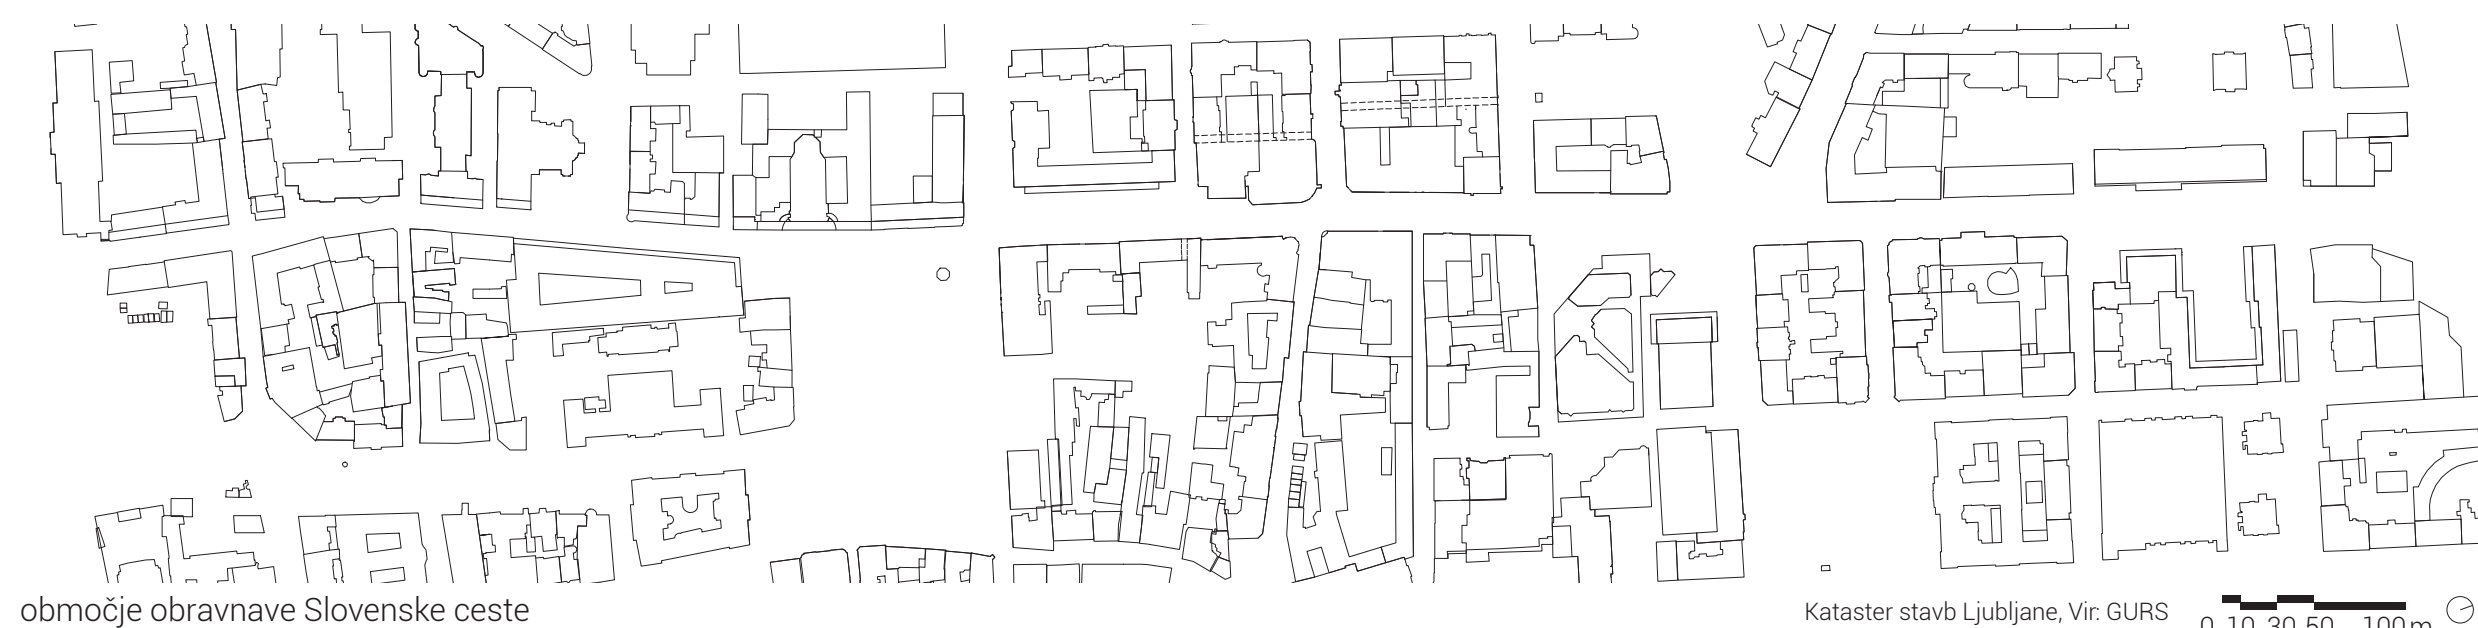 območje obravnave Slovenske ceste
Kataster stavb Ljubljane, Vir: GURS
0 10 30 50 100 m